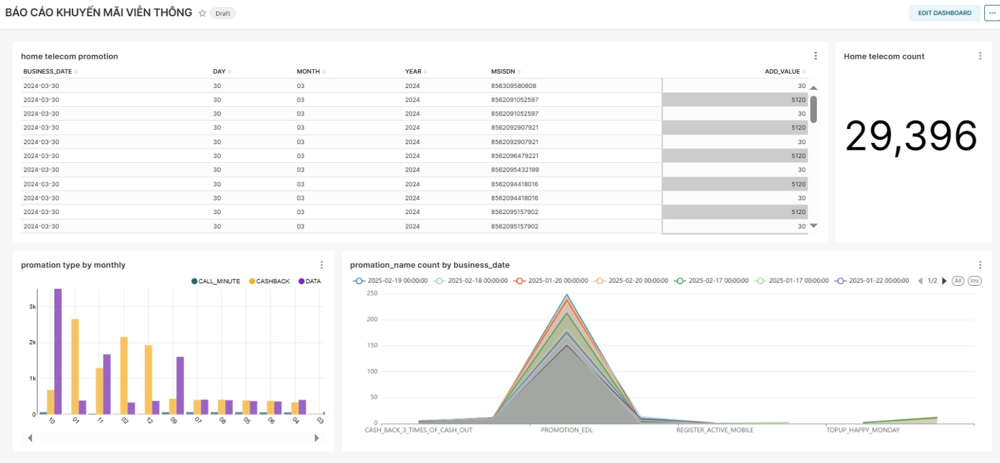 BÁO CÁO KHUYẾN MÃI VIỄN THÔNG Draft EDIT DASHBOARD ...
home telecom promotion
BUSINESS_DATE DAY MONTH YEAR MSISDN ADD_VALUE
2024-03-30 30 03 2024 856309580608 30
2024-03-30 30 03 2024 8562091052597 5120
2024-03-30 30 03 2024 8562091052597 30
2024-03-30 30 03 2024 8562092907921 5120
2024-03-30 30 03 2024 8562092907921 30
2024-03-30 30 03 2024 8562096479221 5120
2024-03-30 30 03 2024 8562095432199 30
2024-03-30 30 03 2024 8562094418016 5120
2024-03-30 30 03 2024 8562094418016 30
2024-03-30 30 03 2024 8562095157902 5120
2024-03-30 30 03 2024 8562095157902 30
Home telecom count
29,396
promation type by monthly
CALL_MINUTE CASHBACK DATA
3k
2k
1k
0
10 01 11 02 12 09 07 08 05 06 04 03
promation_name count by business_date
2025-02-19 00:00:00 2025-02-18 00:00:00 2025-01-20 00:00:00 2025-02-20 00:00:00 2025-02-17 00:00:00 2025-01-17 00:00:00 2025-01-22 00:00:00 1/2 All Inv
250
200
150
100
50
0
CASH_BACK_3_TIMES_OF_CASH_OUT PROMOTION_EDL REGISTER_ACTIVE_MOBILE TOPUP_HAPPY_MONDAY